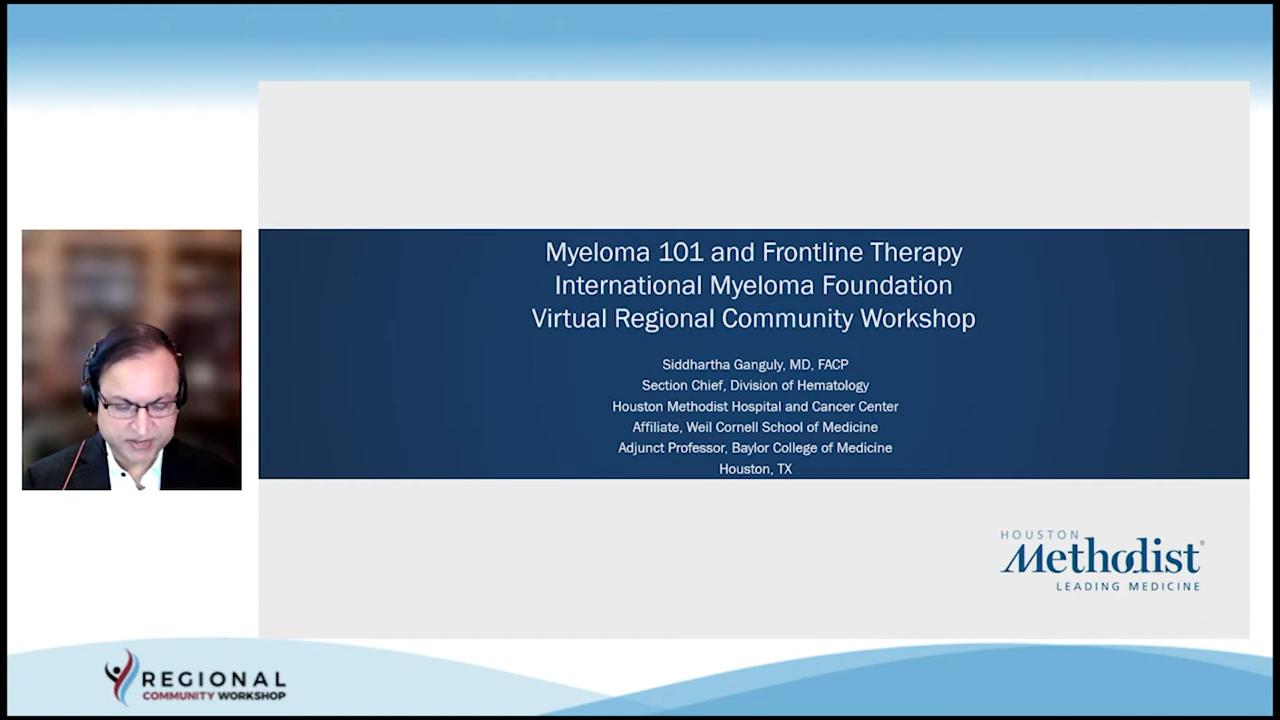 Myeloma 101 and Frontline Therapy
International Myeloma Foundation
Virtual Regional Community Workshop
Siddhartha Ganguly, MD, FACP
Section Chief, Division of Hematology
Houston Methodist Hospital and Cancer Center
Affiliate, Weil Cornell School of Medicine
Adjunct Professor, Baylor College of Medicine
Houston, TX
HOUSTON
Methodist®
LEADING MEDICINE
REGIONAL
COMMUNITY WORKSHOP